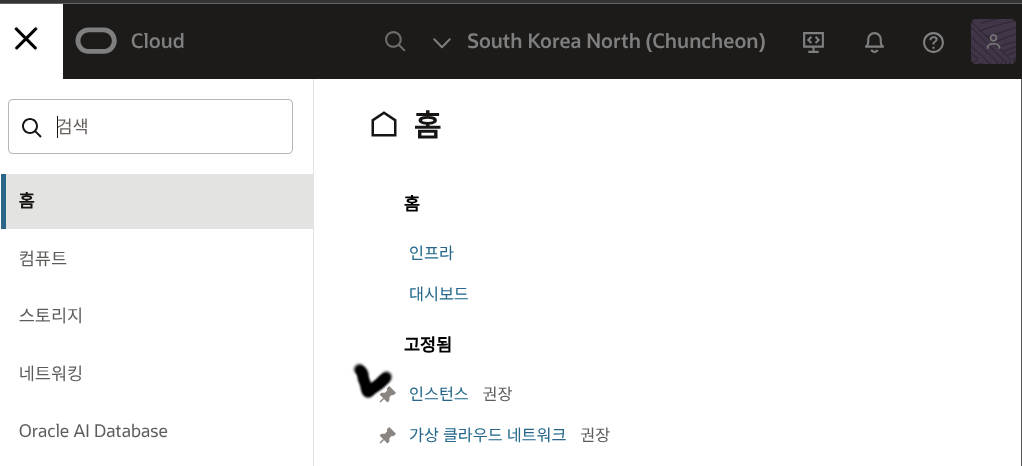 Cloud South Korea North (Chuncheon)
검색
홈
컴퓨트
스토리지
네트워킹
Oracle AI Database
홈
홈
인프라
대시보드
고정됨
인스턴스 권장
가상 클라우드 네트워크 권장